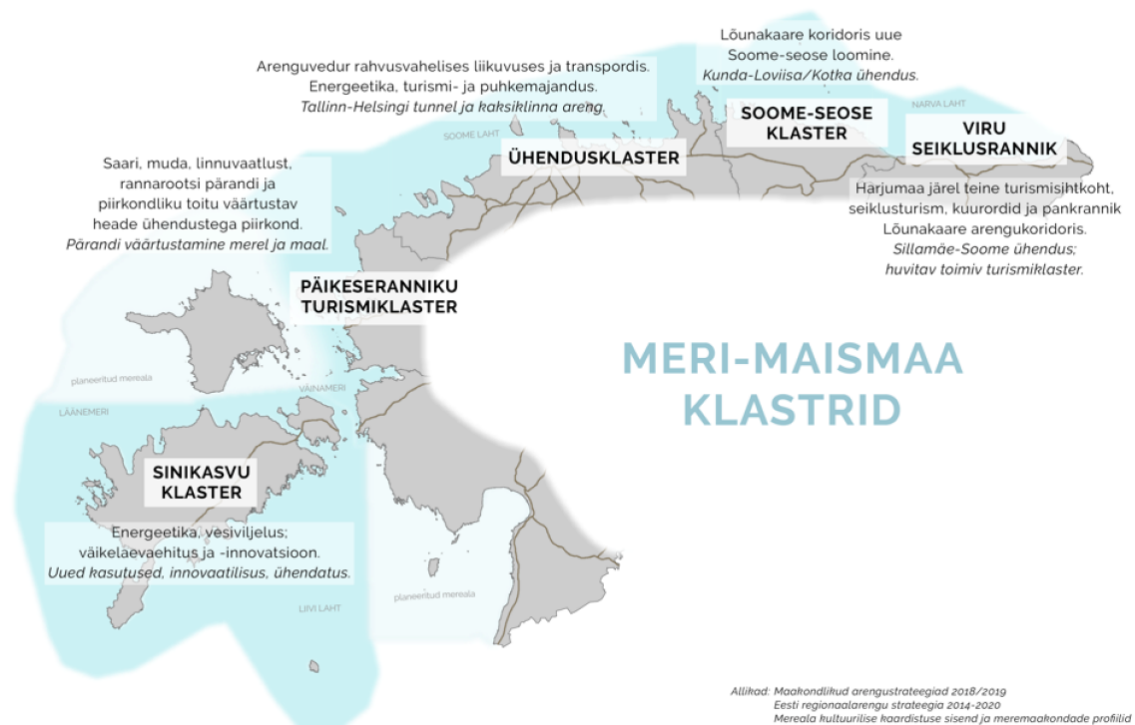 Lõunakaare koridoris uue
Soome-seose loomine.
Kunda-Loviisa/Kotka ühendus.
Arenguvedur rahvusvahelises liikuvuses ja transpordis.
Energeetika, turismi- ja puhkemajandus.
Tallinn-Helsingi tunnel ja kaksiklinna areng.
NARVA LAHT
SOOME-SEOSE
KLASTER
VIRU
SEIKLUSRANNIK
SOOME LAHT
ÜHENDUSKLASTER
Saari, muda, linnuvaatlust,
rannarootsi pärandi ja
piirkondliku toitu väärtustav
heade ühendustega piirkond.
Pärandi väärtustamine merel ja maal.
Harjumaa järel teine turismisihtkoht,
seiklusturism, kuurordid ja pankrannik
Lõunakaare arengukoridoris.
Sillamäe-Soome ühendus;
huvitav toimiv turismiklaster.
PÄIKESERANNIKU
TURISMIKLASTER
MERI-MAISMAA
KLASTRID
planeeritud mereala
VÄINAMERI
LÄÄNEMERI
SINIKASVU
KLASTER
Energeetika, vesiviljelus;
väikelaevaehitus ja -innovatsioon.
Uued kasutused, innovaatilisus, ühendatus.
planeeritud mereala
LIIVI LAHT
Allikad: Maakondlikud arengustrateegiad 2018/2019
Eesti regionaalarengu strateegia 2014-2020
Mereala kultuurilise kaardistuse sisend ja meremaakondade profiilid